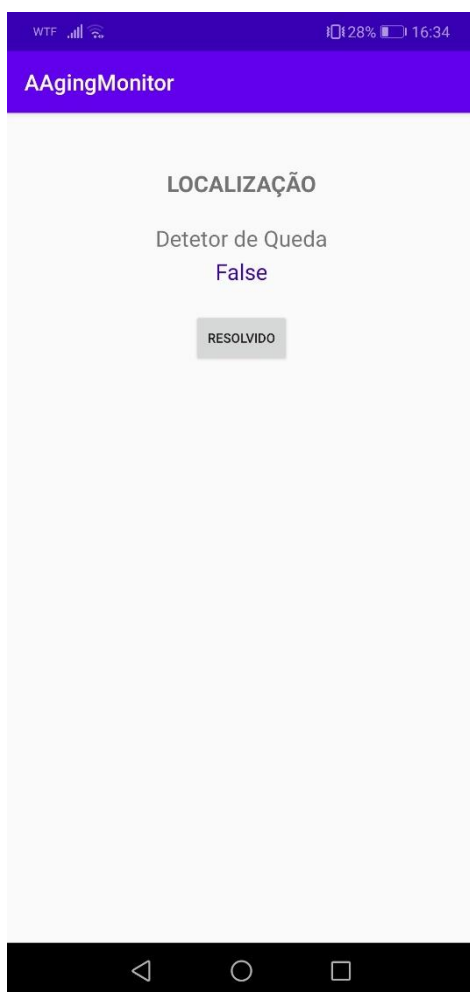 WTF 28% 16:34
AAgingMonitor
LOCALIZAÇÃO
Detetor de Queda
False
RESOLVIDO